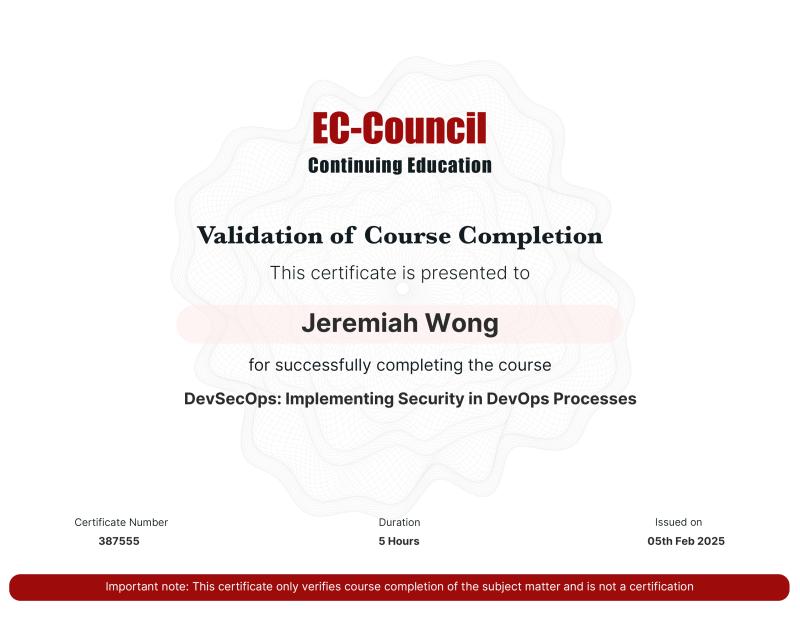 EC-Council
Continuing Education
Validation of Course Completion
This certificate is presented to
Jeremiah Wong
for successfully completing the course
DevSecOps: Implementing Security in DevOps Processes
Certificate Number
387555
Duration
5 Hours
Issued on
05th Feb 2025
Important note: This certificate only verifies course completion of the subject matter and is not a certification